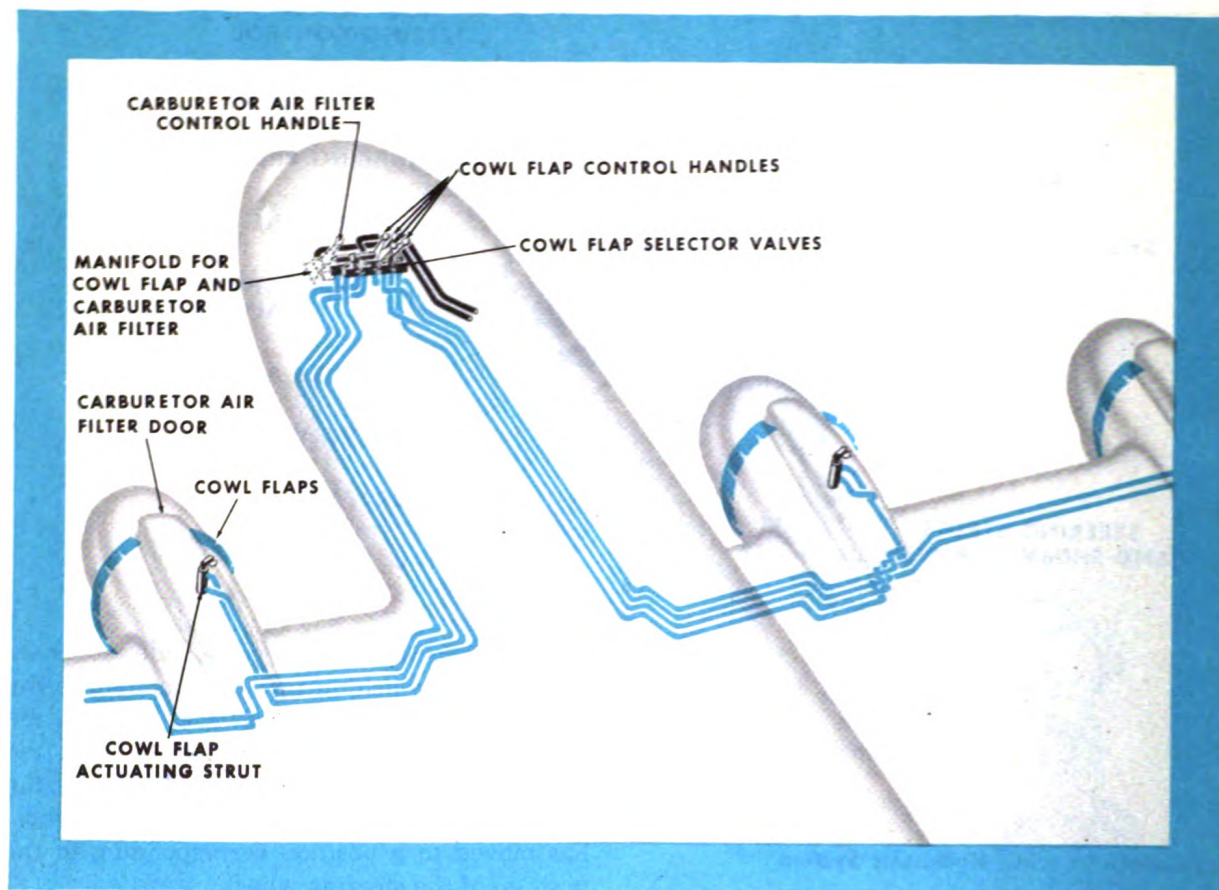 CARBURETOR AIR FILTER
CONTROL HANDLE
COWL FLAP CONTROL HANDLES
COWL FLAP SELECTOR VALVES
MANIFOLD FOR
COWL FLAP AND
CARBURETOR
AIR FILTER
CARBURETOR AIR
FILTER DOOR
COWL FLAPS
COWL FLAP
ACTUATING STRUT